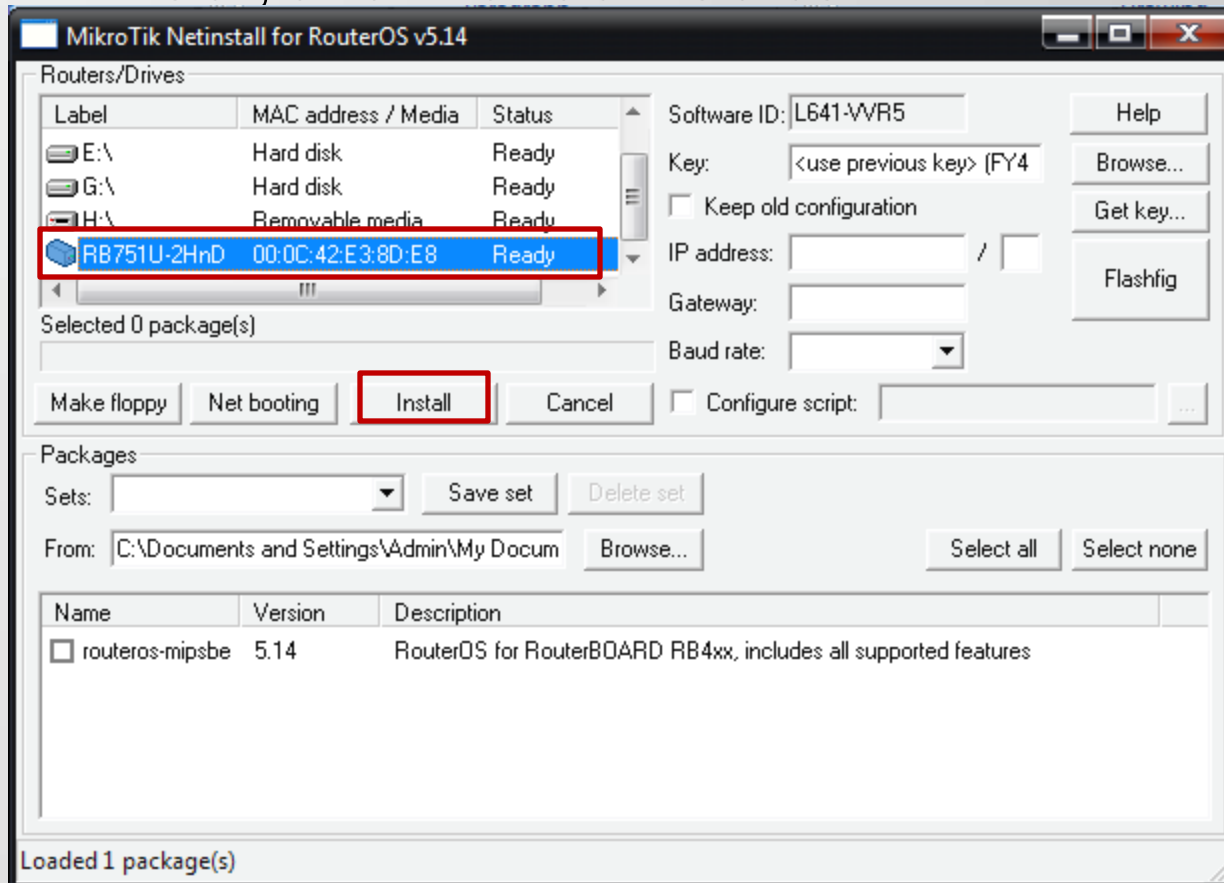 MikroTik Netinstall for RouterOS v5.14
Routers/Drives
Label MAC address / Media Status
E:\ Hard disk Ready
G:\ Hard disk Ready
H:\ Removable media Ready
RB751U-2HnD 00:0C:42:E3:8D:E8 Ready
Selected 0 package(s)
Make floppy Net booting Install Cancel
Software ID: L641-VVR5 Help
Key: <use previous key> (FY4 Browse...
Keep old configuration Get key...
IP address: / Flashfig
Gateway:
Baud rate:
Configure script: ...
Packages
Sets: Save set Delete set
From: C:\Documents and Settings\Admin\My Docum Browse... Select all Select none
Name Version Description
routeros-mipsbe 5.14 RouterOS for RouterBOARD RB4xx, includes all supported features
Loaded 1 package(s)